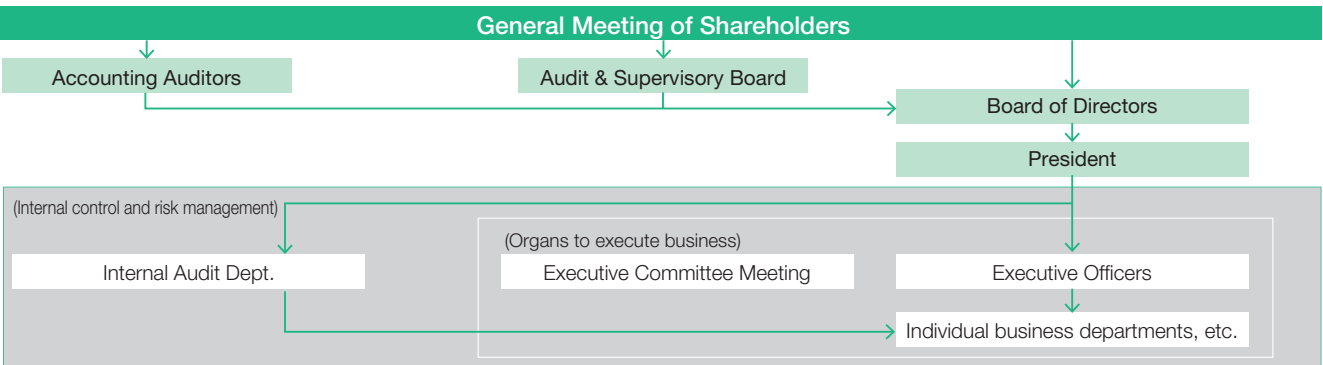 General Meeting of Shareholders
Accounting Auditors
Audit & Supervisory Board
Board of Directors
President
(Internal control and risk management)
(Organs to execute business)
Internal Audit Dept.
Executive Committee Meeting
Executive Officers
Individual business departments, etc.